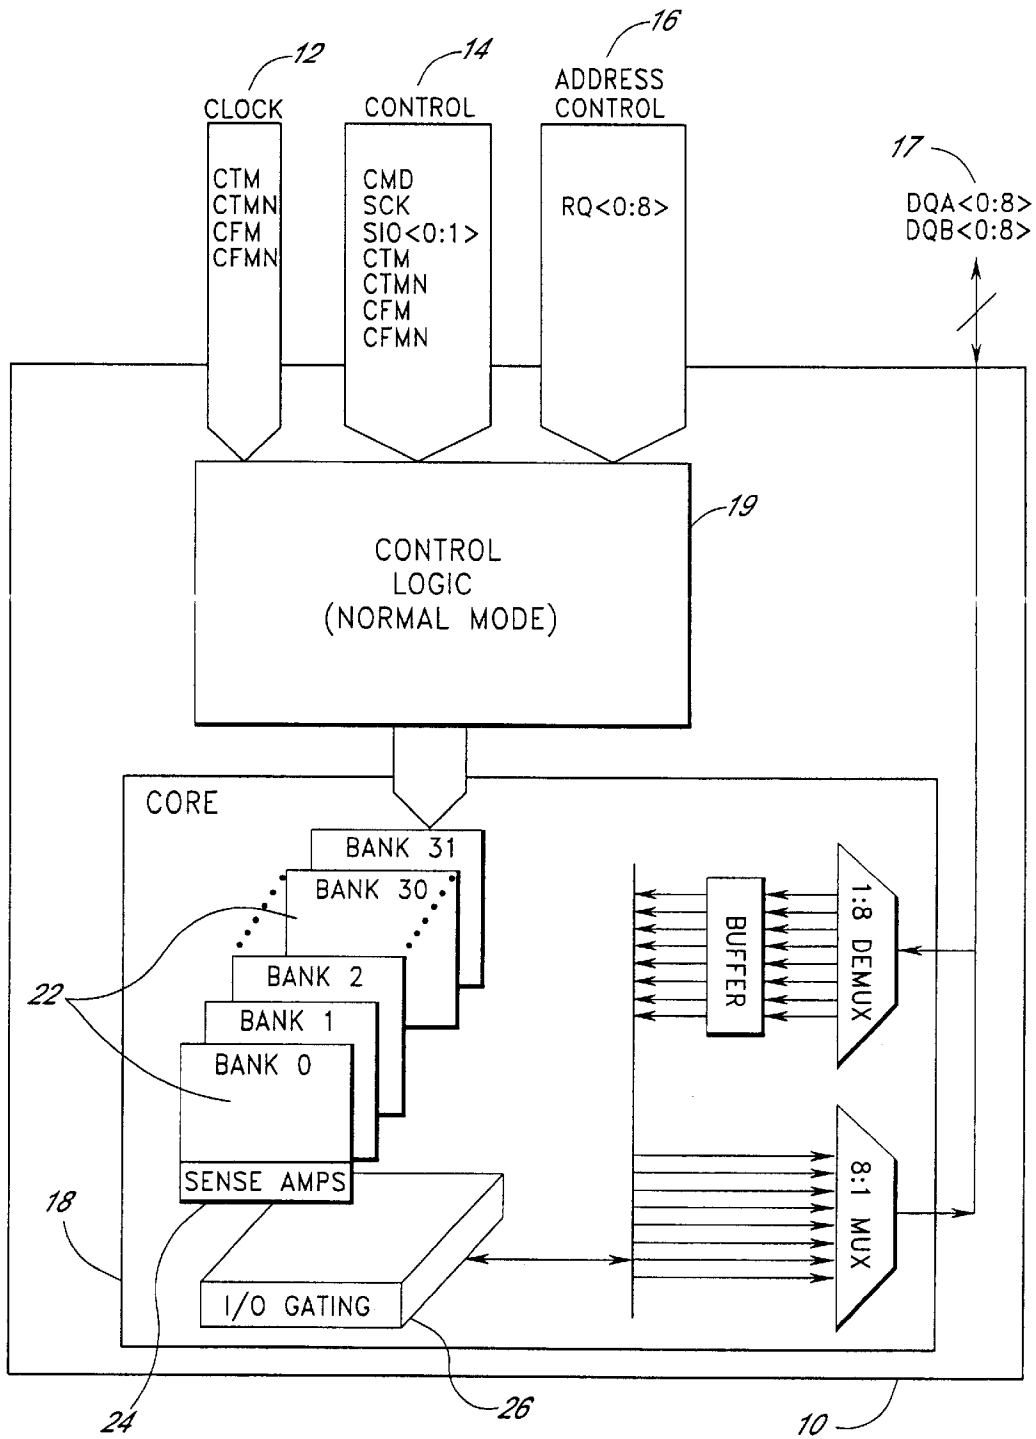 12
14
16
CLOCK
CONTROL
ADDRESS
CONTROL
17
CTM
CTMN
CFM
CFMN
CMD
SCK
SIO<0:1>
CTM
CTMN
CFM
CFMN
RQ<0:8>
DQA<0:8>
DQB<0:8>
19
CONTROL
LOGIC
(NORMAL MODE)
CORE
BANK 31
BANK 30
BANK 2
BANK 1
BANK 0
SENSE AMPS
22
BUFFER
1:8 DEMUX
8:1 MUX
18
I/O GATING
24
26
10